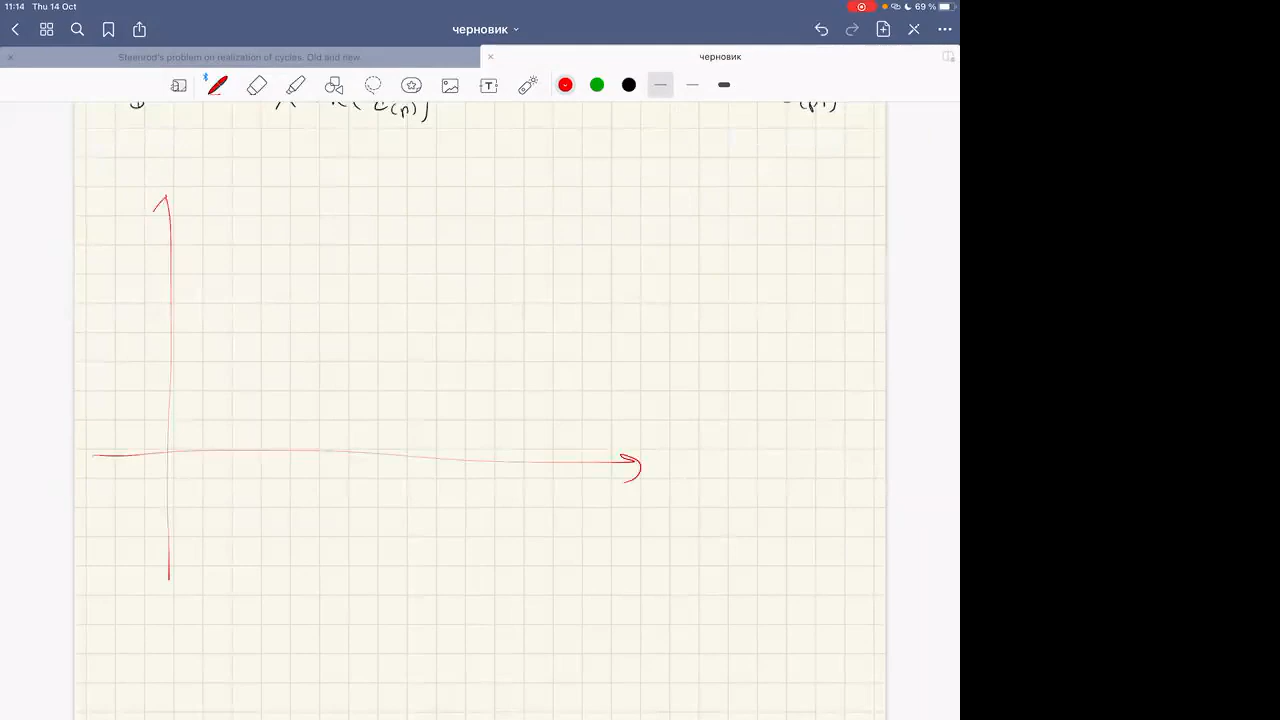 11:14 Thu 14 Oct
69 %
черновик
Steenrod's problem on realization of cycles. Old and new.
черновик
T
(p)
(p)